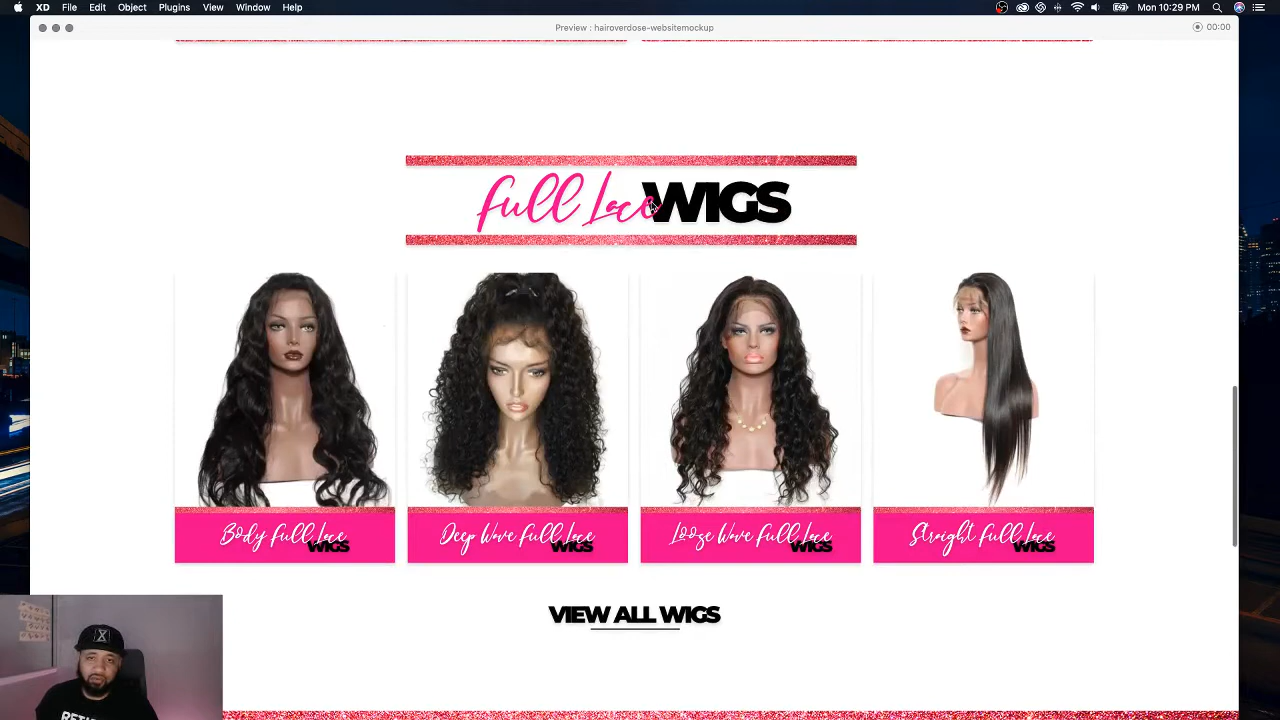 XD File Edit Object Plugins View Window Help
Mon 10:29 PM
Preview : hairoverdose-websitemockup
00:00
Full Lace WIGS
Body Full Lace
WIGS
Deep Wave Full Lace
WIGS
Loose Wave Full Lace
WIGS
Straight Full Lace
WIGS
VIEW ALL WIGS